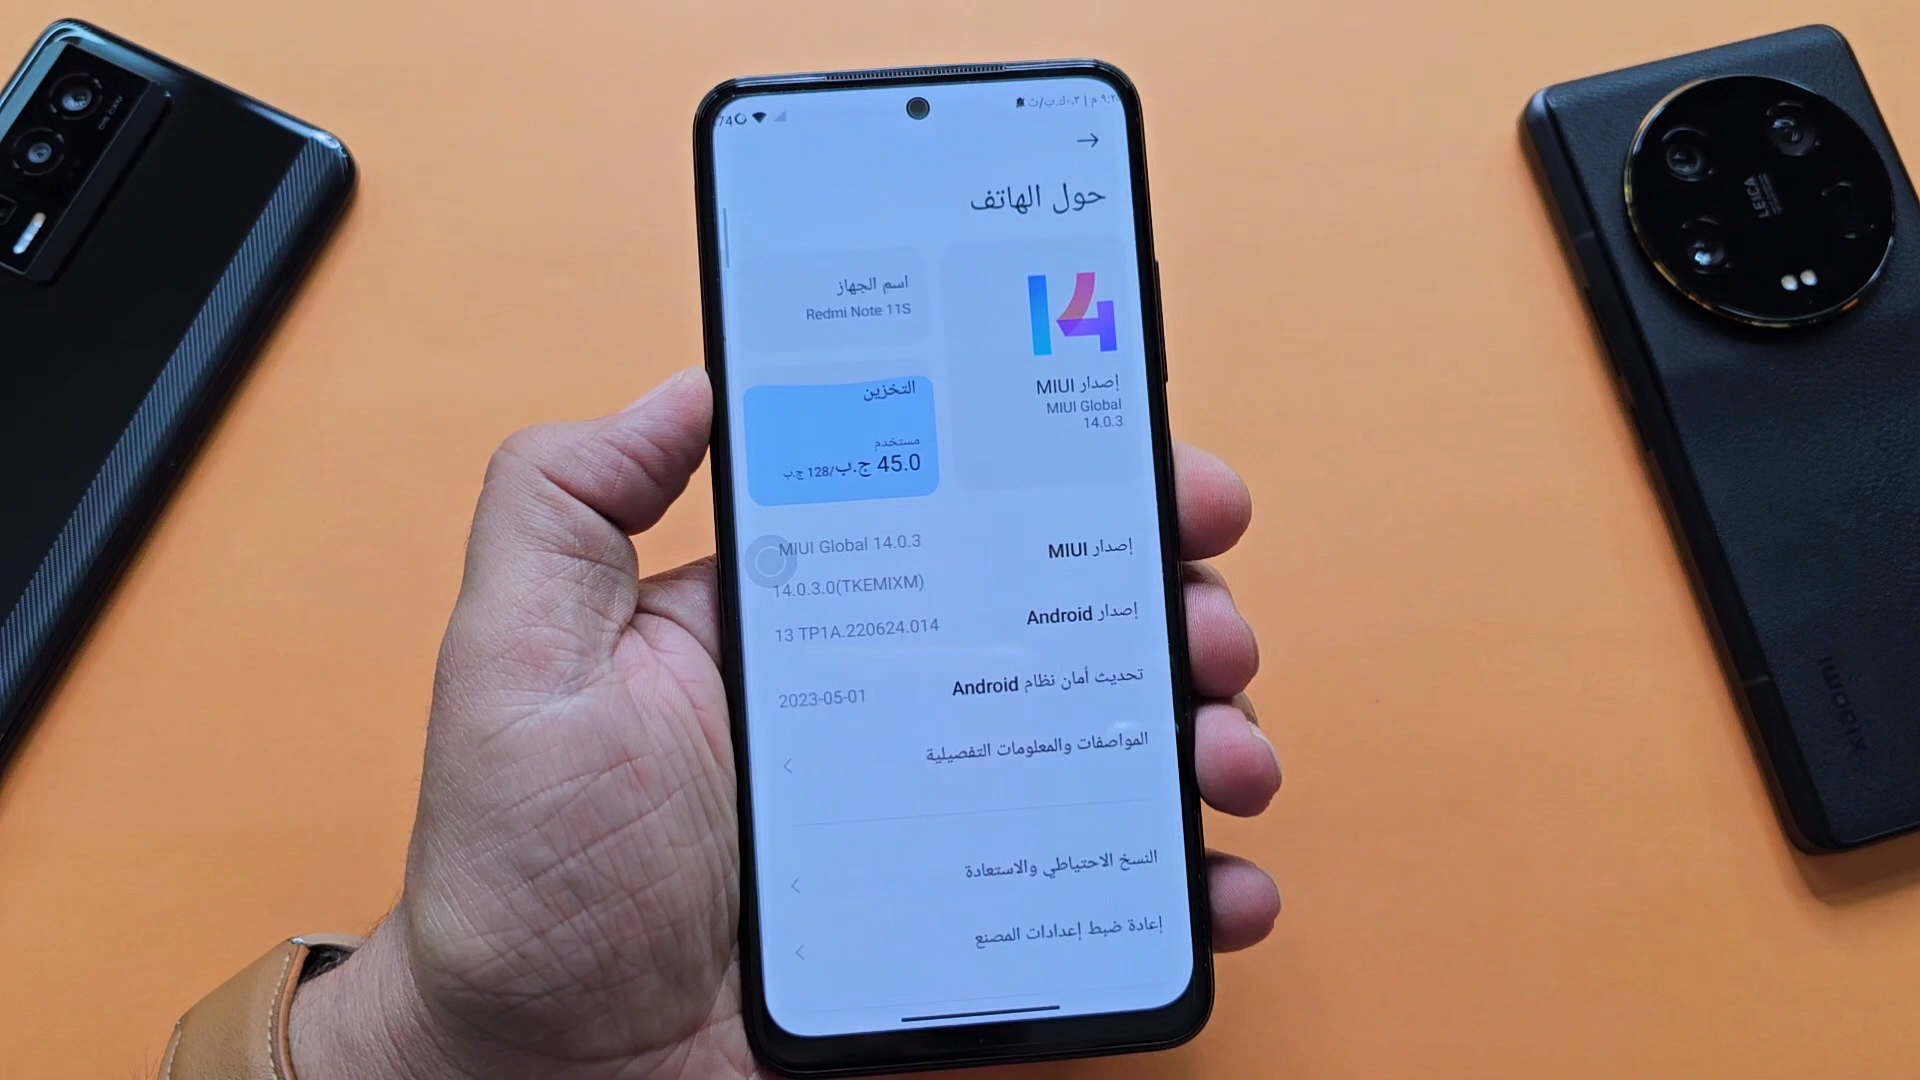 74
حول الهاتف
14
إصدار MIUI
MIUI Global
14.0.3
اسم الجهاز
Redmi Note 11S
التخزين
مستخدم
45.0 ج.ب/128 ج.ب
إصدار MIUI
MIUI Global 14.0.3
14.0.3.0(TKEMIXM)
إصدار Android
13 TP1A.220624.014
تحديث أمان نظام Android
2023-05-01
المواصفات والمعلومات التفصيلية
النسخ الاحتياطي والاستعادة
إعادة ضبط إعدادات المصنع
LEICA
xiaomi